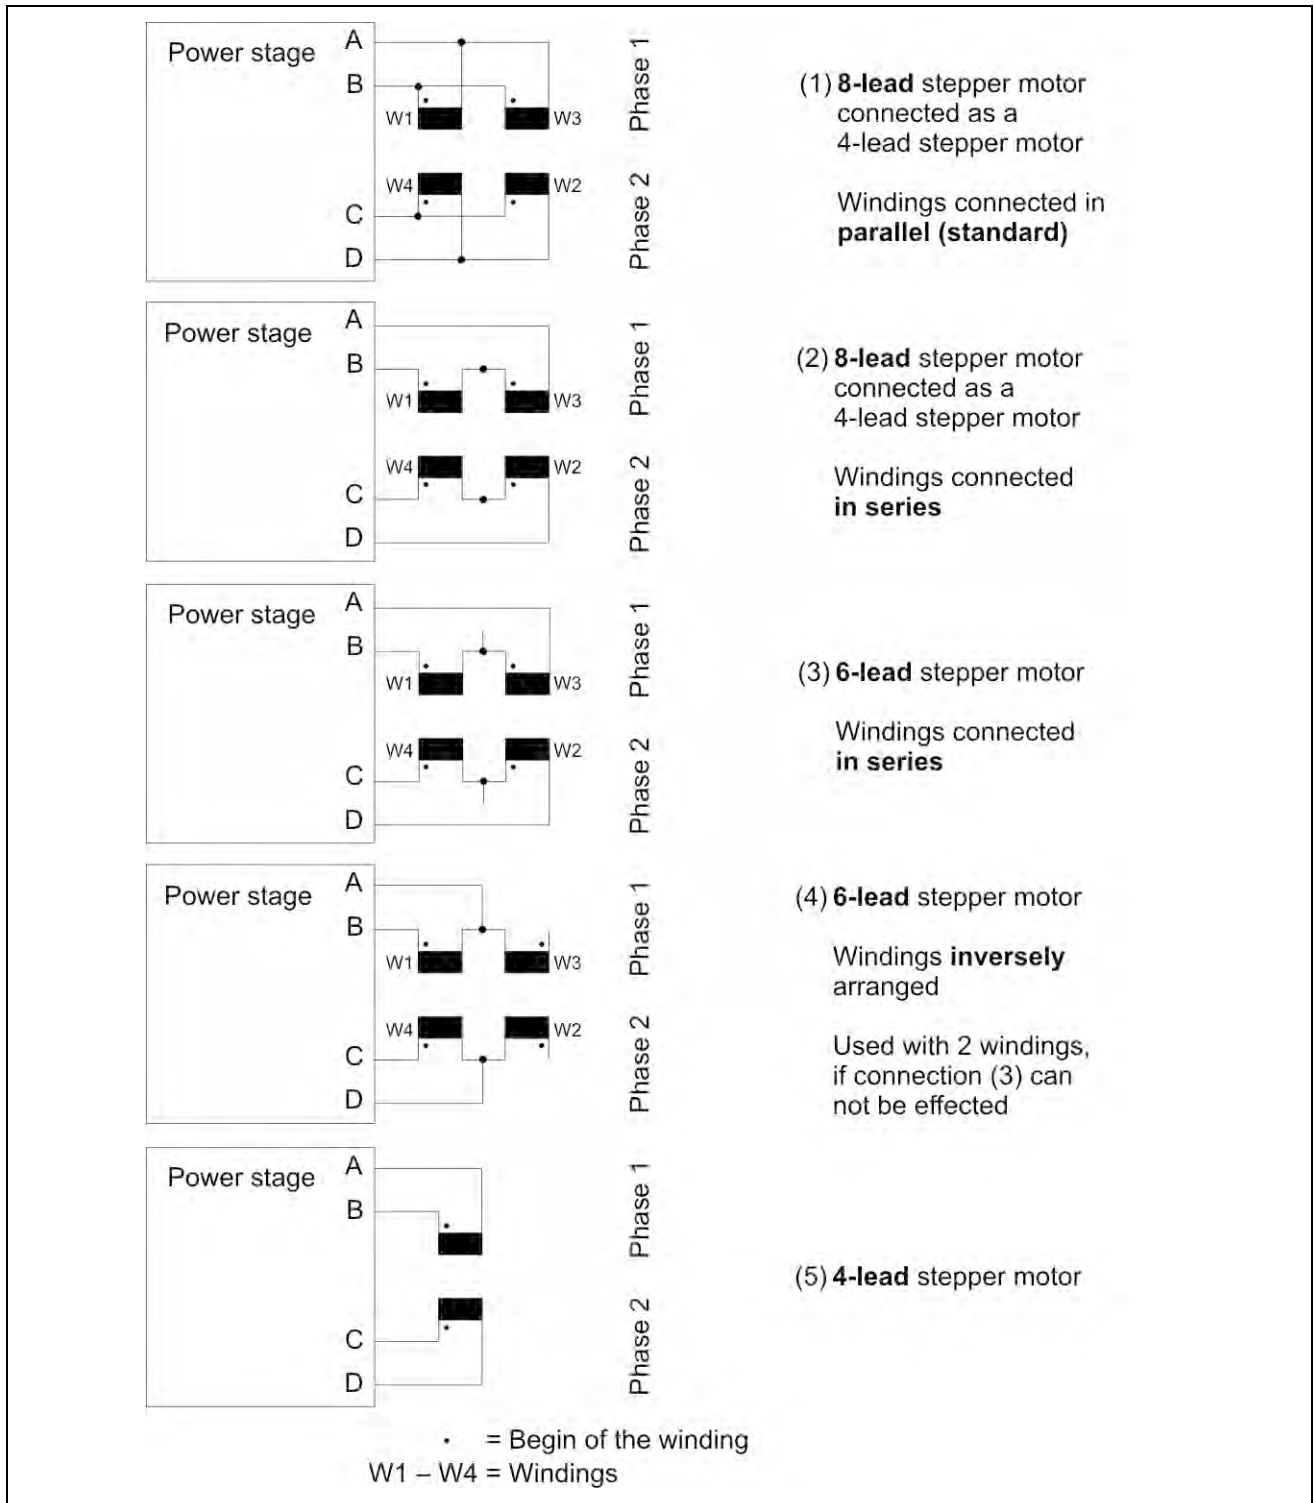 Power stage
A
B
C
D
W1
W3
W4
W2
Phase 1
Phase 2
(1) 8-lead stepper motor
connected as a
4-lead stepper motor
Windings connected in
parallel (standard)
Power stage
A
B
C
D
W1
W3
W4
W2
Phase 1
Phase 2
(2) 8-lead stepper motor
connected as a
4-lead stepper motor
Windings connected
in series
Power stage
A
B
C
D
W1
W3
W4
W2
Phase 1
Phase 2
(3) 6-lead stepper motor
Windings connected
in series
Power stage
A
B
C
D
W1
W3
W4
W2
Phase 1
Phase 2
(4) 6-lead stepper motor
Windings inversely
arranged
Used with 2 windings,
if connection (3) can
not be effected
Power stage
A
B
C
D
Phase 1
Phase 2
(5) 4-lead stepper motor
• = Begin of the winding
W1 – W4 = Windings